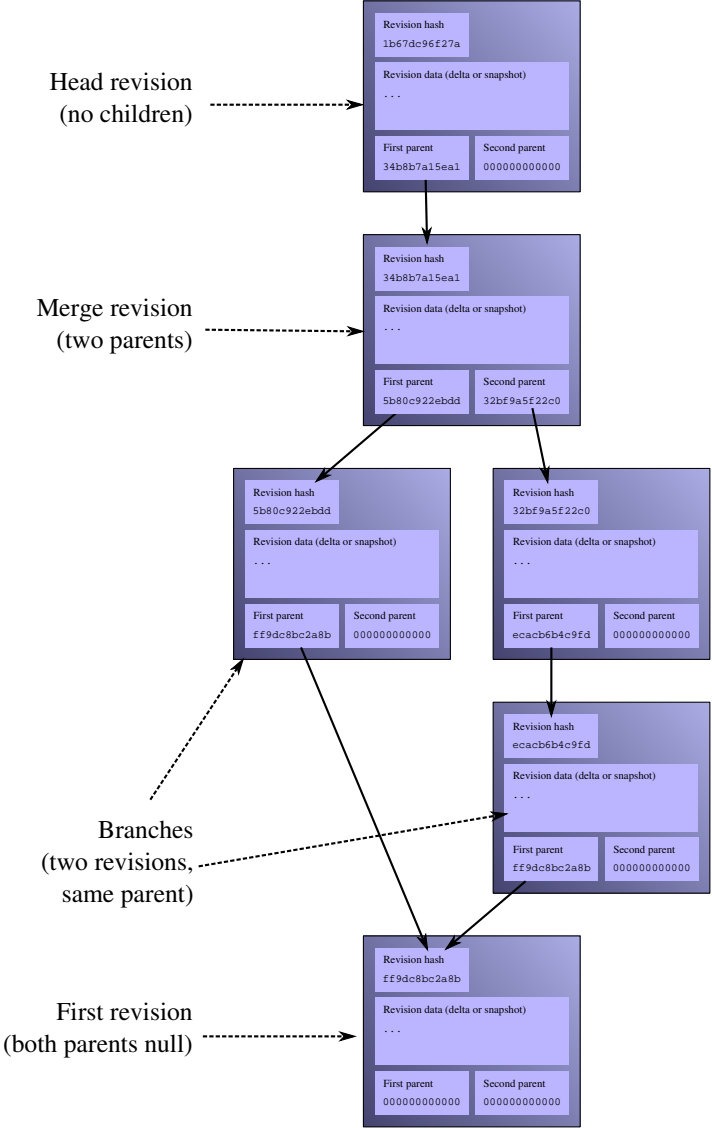 Revision hash
1b67dc96f27a
Revision data (delta or snapshot)
...
First parent
34b8b7a15ea1
Second parent
000000000000
Head revision
(no children)
Revision hash
34b8b7a15ea1
Revision data (delta or snapshot)
...
First parent
5b80c922ebdd
Second parent
32bf9a5f22c0
Merge revision
(two parents)
Revision hash
5b80c922ebdd
Revision data (delta or snapshot)
...
First parent
ff9dc8bc2a8b
Second parent
000000000000
Revision hash
32bf9a5f22c0
Revision data (delta or snapshot)
...
First parent
ecacb6b4c9fd
Second parent
000000000000
Revision hash
ecacb6b4c9fd
Revision data (delta or snapshot)
...
First parent
ff9dc8bc2a8b
Second parent
000000000000
Branches
(two revisions,
same parent)
Revision hash
ff9dc8bc2a8b
Revision data (delta or snapshot)
...
First parent
000000000000
Second parent
000000000000
First revision
(both parents null)